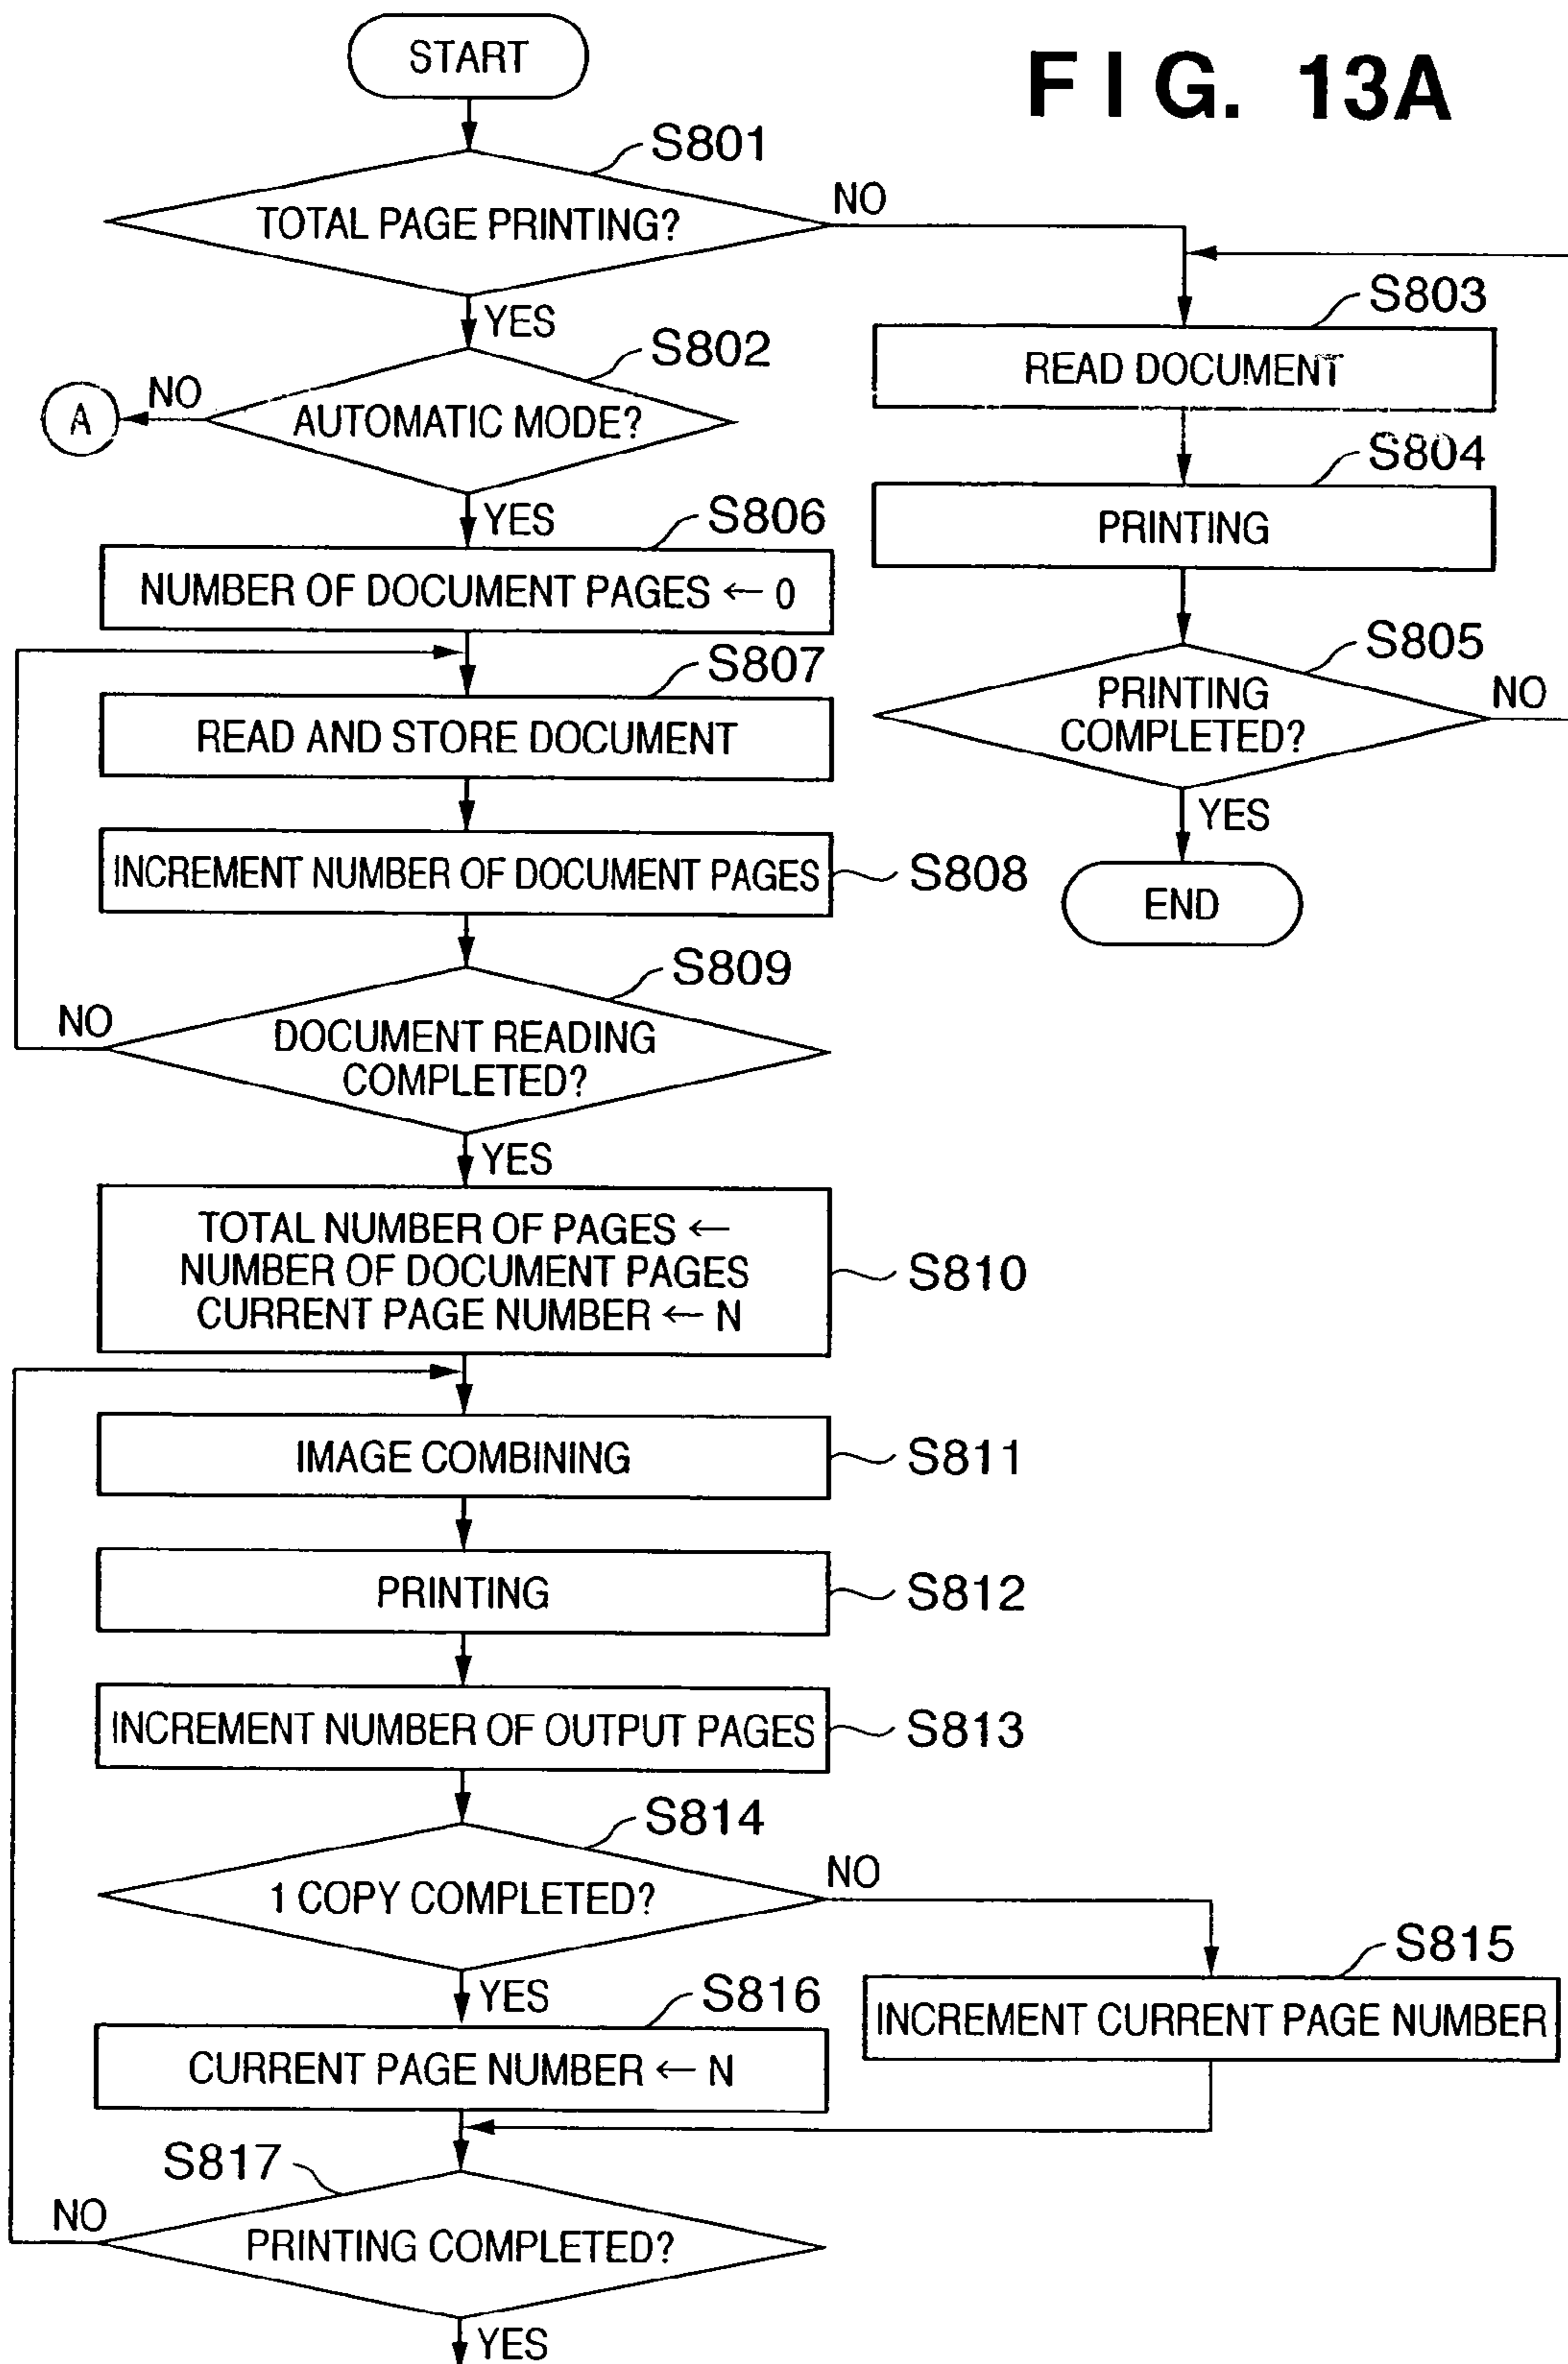 FIG. 13A
START
S801
TOTAL PAGE PRINTING?
NO
YES
S802
AUTOMATIC MODE?
NO
A
YES
S803
READ DOCUMENT
S804
PRINTING
S805
PRINTING
COMPLETED?
NO
YES
END
S806
NUMBER OF DOCUMENT PAGES ← 0
S807
READ AND STORE DOCUMENT
INCREMENT NUMBER OF DOCUMENT PAGES
S808
S809
DOCUMENT READING
COMPLETED?
NO
YES
TOTAL NUMBER OF PAGES ←
NUMBER OF DOCUMENT PAGES
CURRENT PAGE NUMBER ← N
S810
IMAGE COMBINING
S811
PRINTING
S812
INCREMENT NUMBER OF OUTPUT PAGES
S813
S814
1 COPY COMPLETED?
NO
YES
S815
INCREMENT CURRENT PAGE NUMBER
S816
CURRENT PAGE NUMBER ← N
S817
PRINTING COMPLETED?
NO
YES